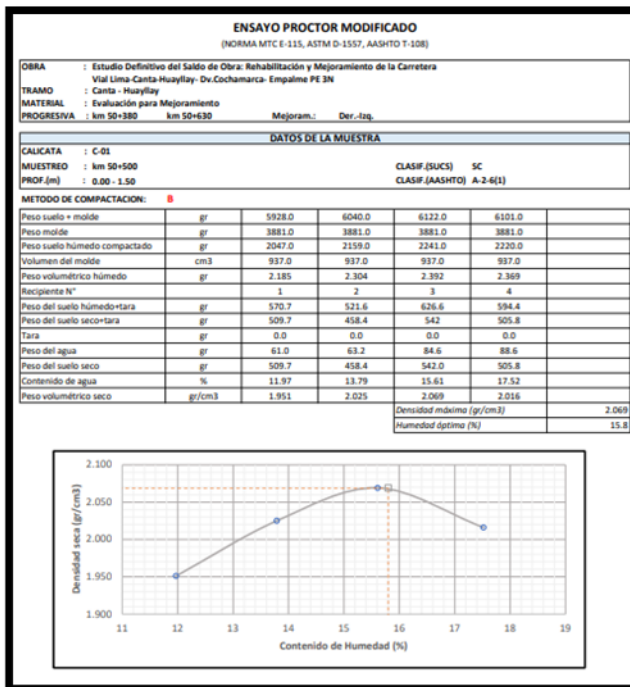 ENSAYO PROCTOR MODIFICADO
(NORMA MTC E-115, ASTM D-1557, AASHTO T-108)
OBRA : Estudio Definitivo del Saldo de Obra: Rehabilitación y Mejoramiento de la Carretera
Vial Lima-Canta-Huayllay- Dv.Cochamarca- Empalme PE 3N
TRAMO : Canta - Huayllay
MATERIAL : Evaluación para Mejoramiento
PROGRESIVA : km 50+380 km 50+630 Mejoram.: Der.-Izq.
DATOS DE LA MUESTRA
CALICATA : C-01
MUESTREO : km 50+500 CLASIF.(SUCS) SC
PROF.(m) : 0.00 - 1.50 CLASIF.(AASHTO) A-2-6(1)
METODO DE COMPACTACION: B
Peso suelo + molde gr 5928.0 6040.0 6122.0 6101.0
Peso molde gr 3881.0 3881.0 3881.0 3881.0
Peso suelo húmedo compactado gr 2047.0 2159.0 2241.0 2220.0
Volumen del molde cm3 937.0 937.0 937.0 937.0
Peso volumétrico húmedo gr 2.185 2.304 2.392 2.369
Recipiente N° 1 2 3 4
Peso del suelo húmedo+tara gr 570.7 521.6 626.6 594.4
Peso del suelo seco+tara gr 509.7 458.4 542 505.8
Tara gr 0.0 0.0 0.0 0.0
Peso del agua gr 61.0 63.2 84.6 88.6
Peso del suelo seco gr 509.7 458.4 542.0 505.8
Contenido de agua % 11.97 13.79 15.61 17.52
Peso volumétrico seco gr/cm3 1.951 2.025 2.069 2.016
Densidad máxima (gr/cm3) 2.069
Humedad óptima (%) 15.8
Densidad seca (gr/cm3)
2.100
2.050
2.000
1.950
1.900
11 12 13 14 15 16 17 18 19
Contenido de Humedad (%)